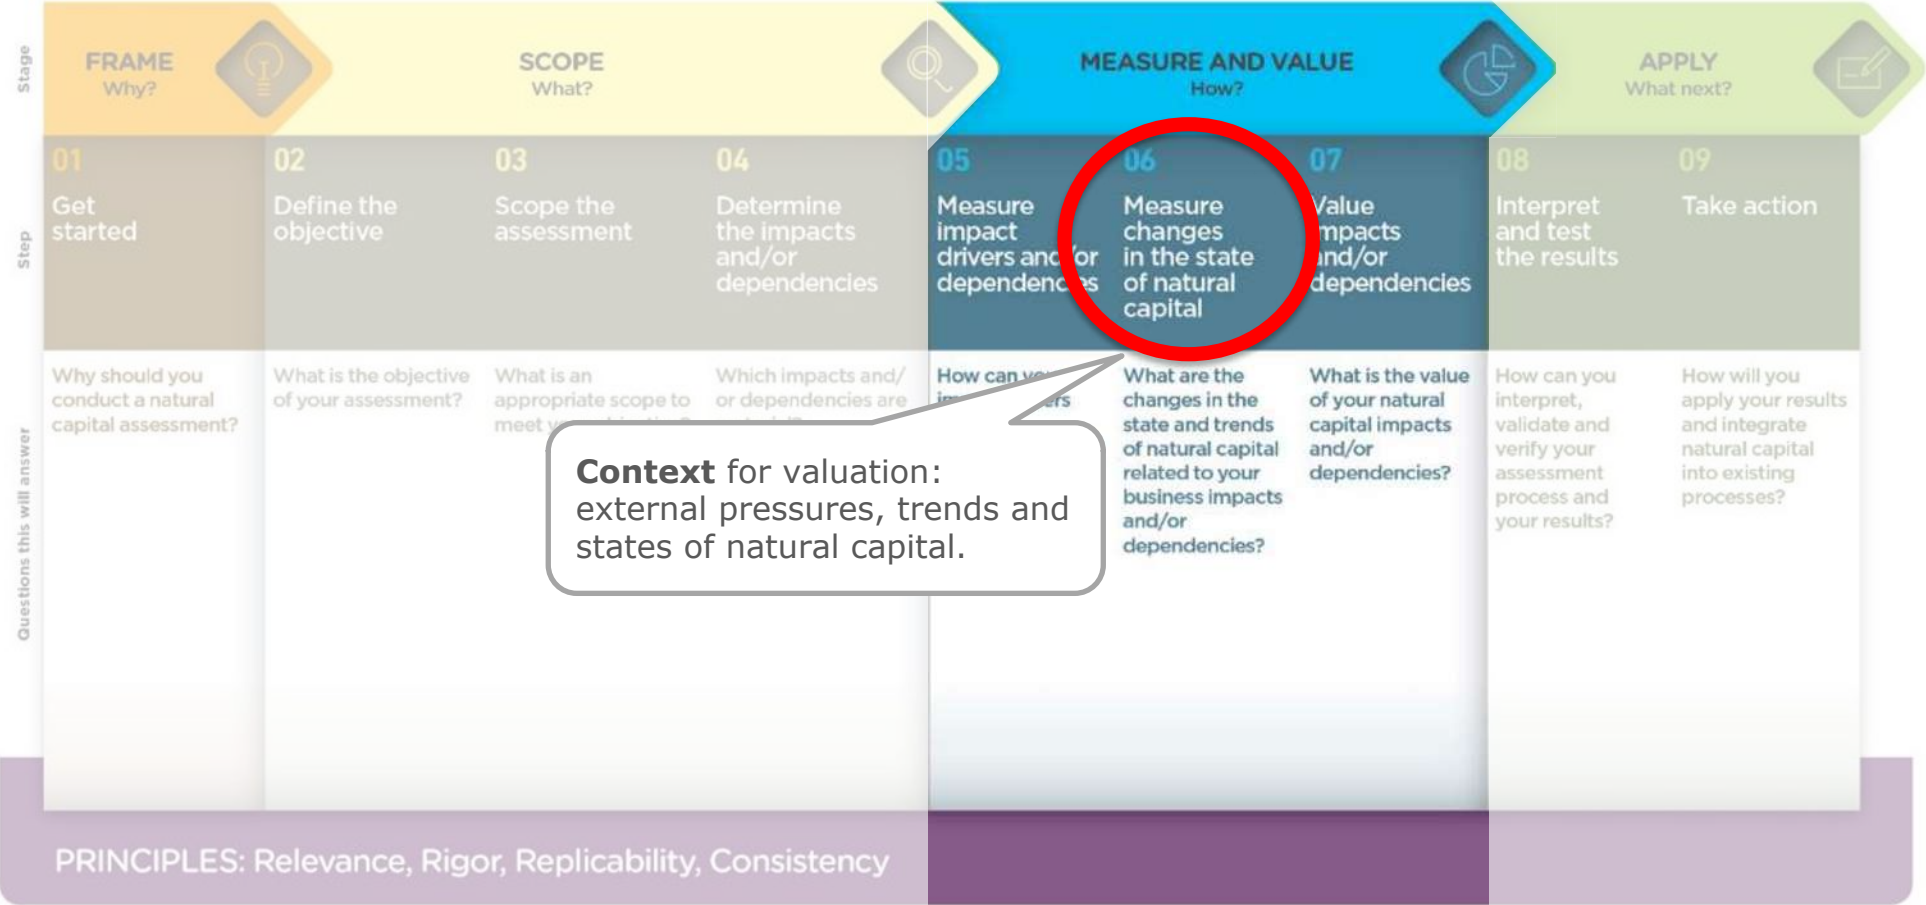 Stage
FRAME
Why?
SCOPE
What?
MEASURE AND VALUE
How?
APPLY
What next?
Step
01
Get
started
02
Define the
objective
03
Scope the
assessment
04
Determine
the impacts
and/or
dependencies
05
Measure
impact
drivers and/or
dependencies
06
Measure
changes
in the state
of natural
capital
07
Value
impacts
and/or
dependencies
08
Interpret
and test
the results
09
Take action
Questions this will answer
Why should you
conduct a natural
capital assessment?
What is the objective
of your assessment?
What is an
appropriate scope to
meet
Which impacts and/
or dependencies are
How can
What are the
changes in the
state and trends
of natural capital
related to your
business impacts
and/or
dependencies?
What is the value
of your natural
capital impacts
and/or
dependencies?
How can you
interpret,
validate and
verify your
assessment
process and
your results?
How will you
apply your results
and integrate
natural capital
into existing
processes?
Context for valuation:
external pressures, trends and
states of natural capital.
PRINCIPLES: Relevance, Rigor, Replicability, Consistency